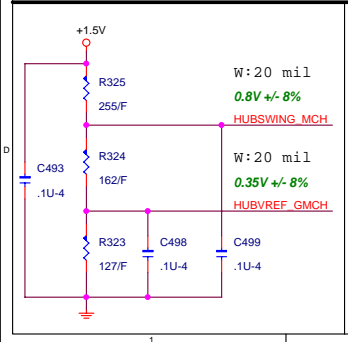 +1.5V
R325
255/F
W:20 mil
0.8V +/- 8%
HUBSWING_MCH
D
C493
.1U-4
R324
162/F
W:20 mil
0.35V +/- 8%
HUBVREF_GMCH
R323
127/F
C498
.1U-4
C499
.1U-4
1